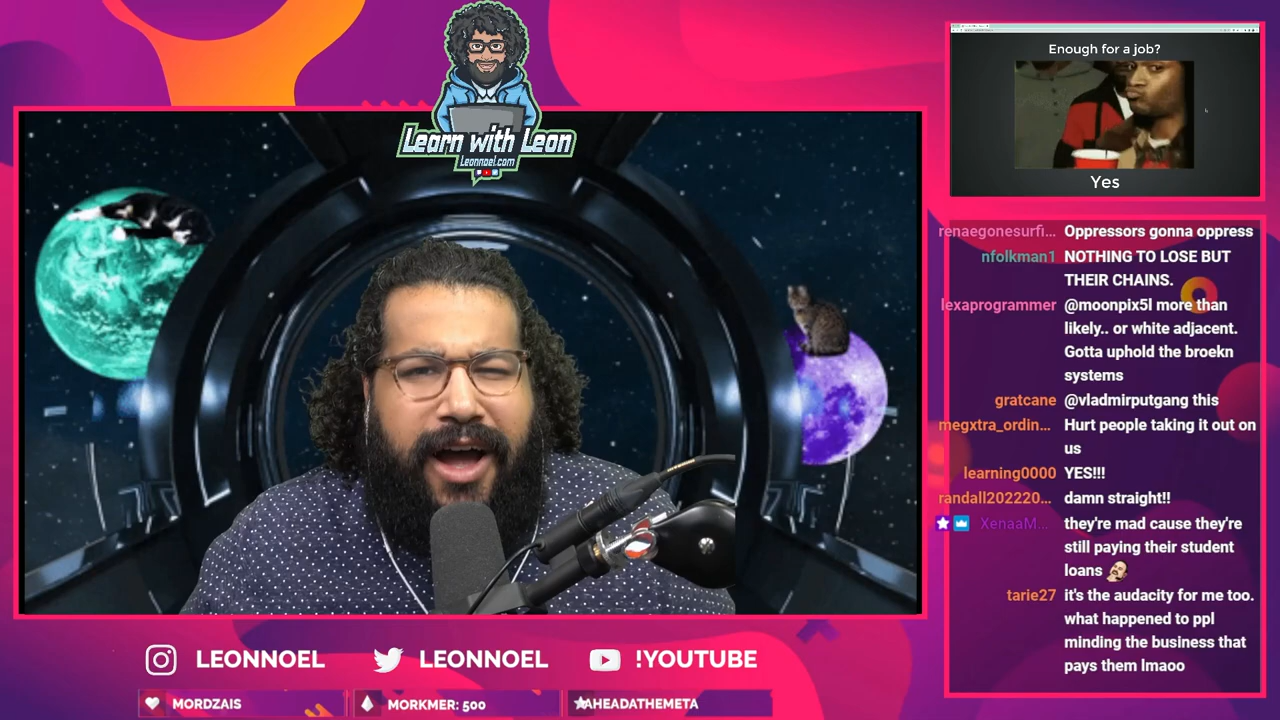 Learn with Leon
Leonnoel.com
Enough for a job?
Yes
renaegonesurfi... Oppressors gonna oppress
nfolkman1 NOTHING TO LOSE BUT
THEIR CHAINS.
lexaprogrammer @moonpix5l more than
likely.. or white adjacent.
Gotta uphold the broekn
systems
gratcane @vladmirputgang this
megxtra_ordin... Hurt people taking it out on
us
learning0000 YES!!!
randall202220... damn straight!!
XenaaM... they're mad cause they're
still paying their student
loans
tarie27 it's the audacity for me too.
what happened to ppl
minding the business that
pays them lmaoo
LEONNOEL LEONNOEL !YOUTUBE
MORDZAIS MORKMER: 500 AHEADATHEMETA